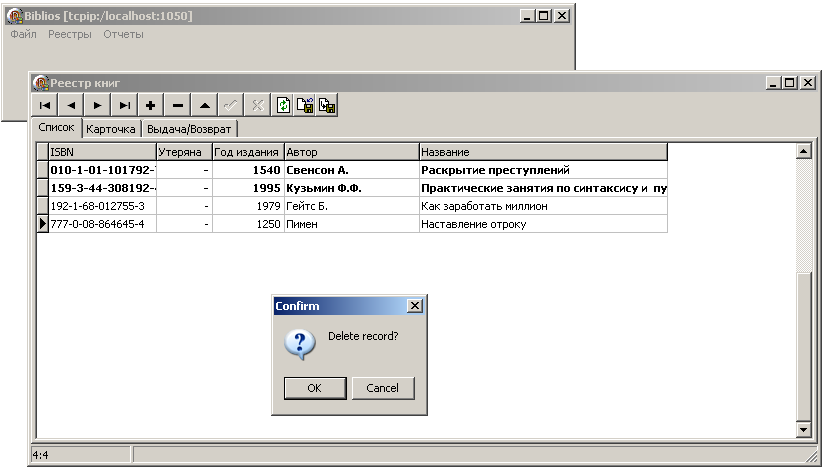 Biblios [tcpip:/localhost:1050]
Файл Реестры Отчеты
Реестр книг
Список Карточка Выдача/Возврат
ISBN Утеряна Год издания Автор Название
010-1-01-101792- - 1540 Свенсон А. Раскрытие преступлений
159-3-44-308192- - 1995 Кузьмин Ф.Ф. Практические занятия по синтаксису и пу
192-1-68-012755-3 - 1979 Гейтс Б. Как заработать миллион
777-0-08-864645-4 - 1250 Пимен Наставление отроку
Confirm
Delete record?
OK Cancel
4:4